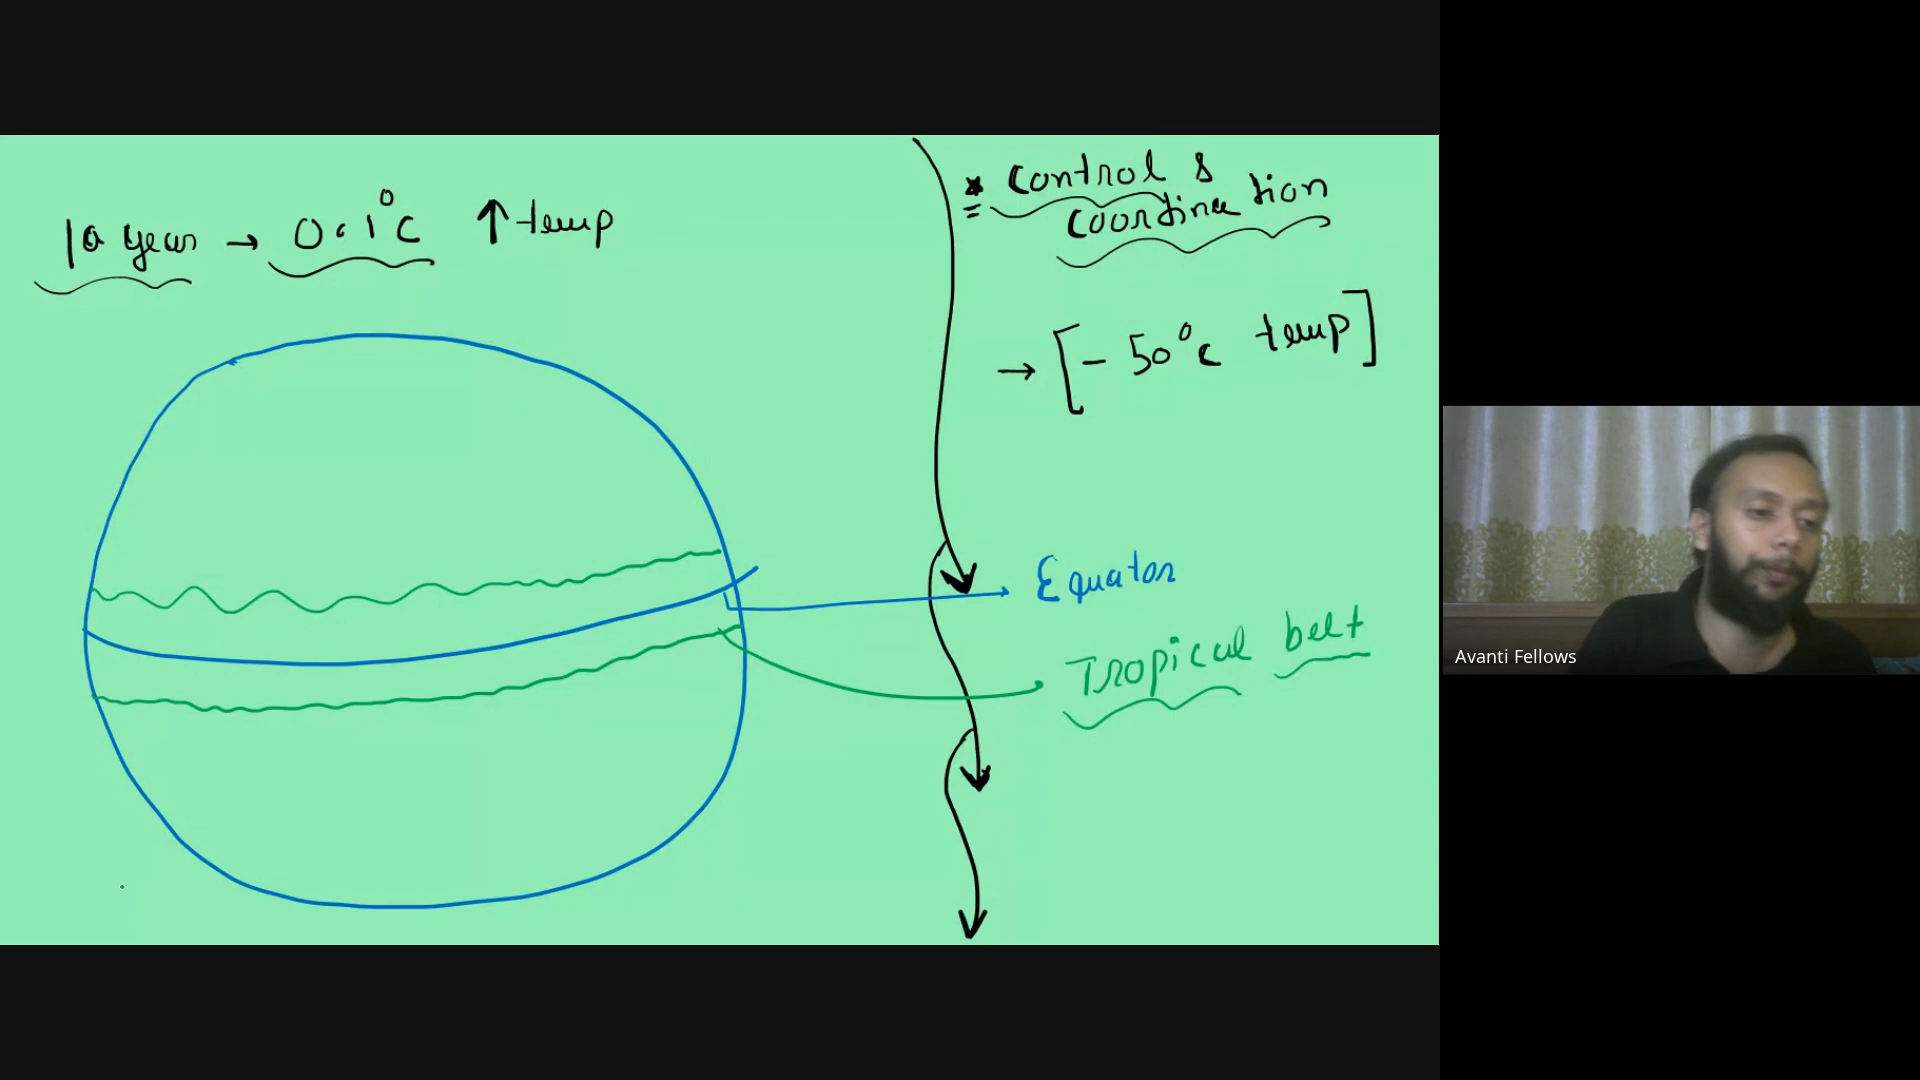 10 year → 0.1°C ↑ temp
* Control &
Coordination
→ [- 50°c temp]
Equator
Tropical belt
Avanti Fellows